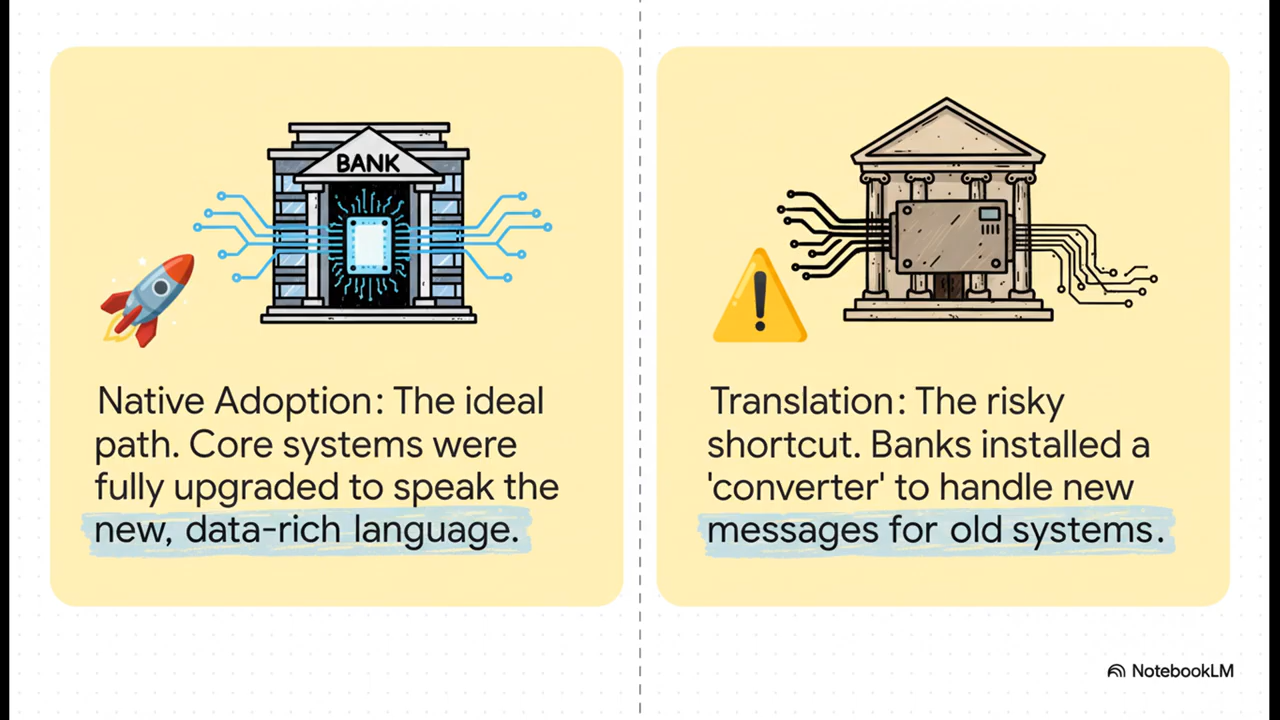 BANK
Native Adoption: The ideal
path. Core systems were
fully upgraded to speak the
new, data-rich language.
Translation: The risky
shortcut. Banks installed a
'converter' to handle new
messages for old systems.
NotebookLM